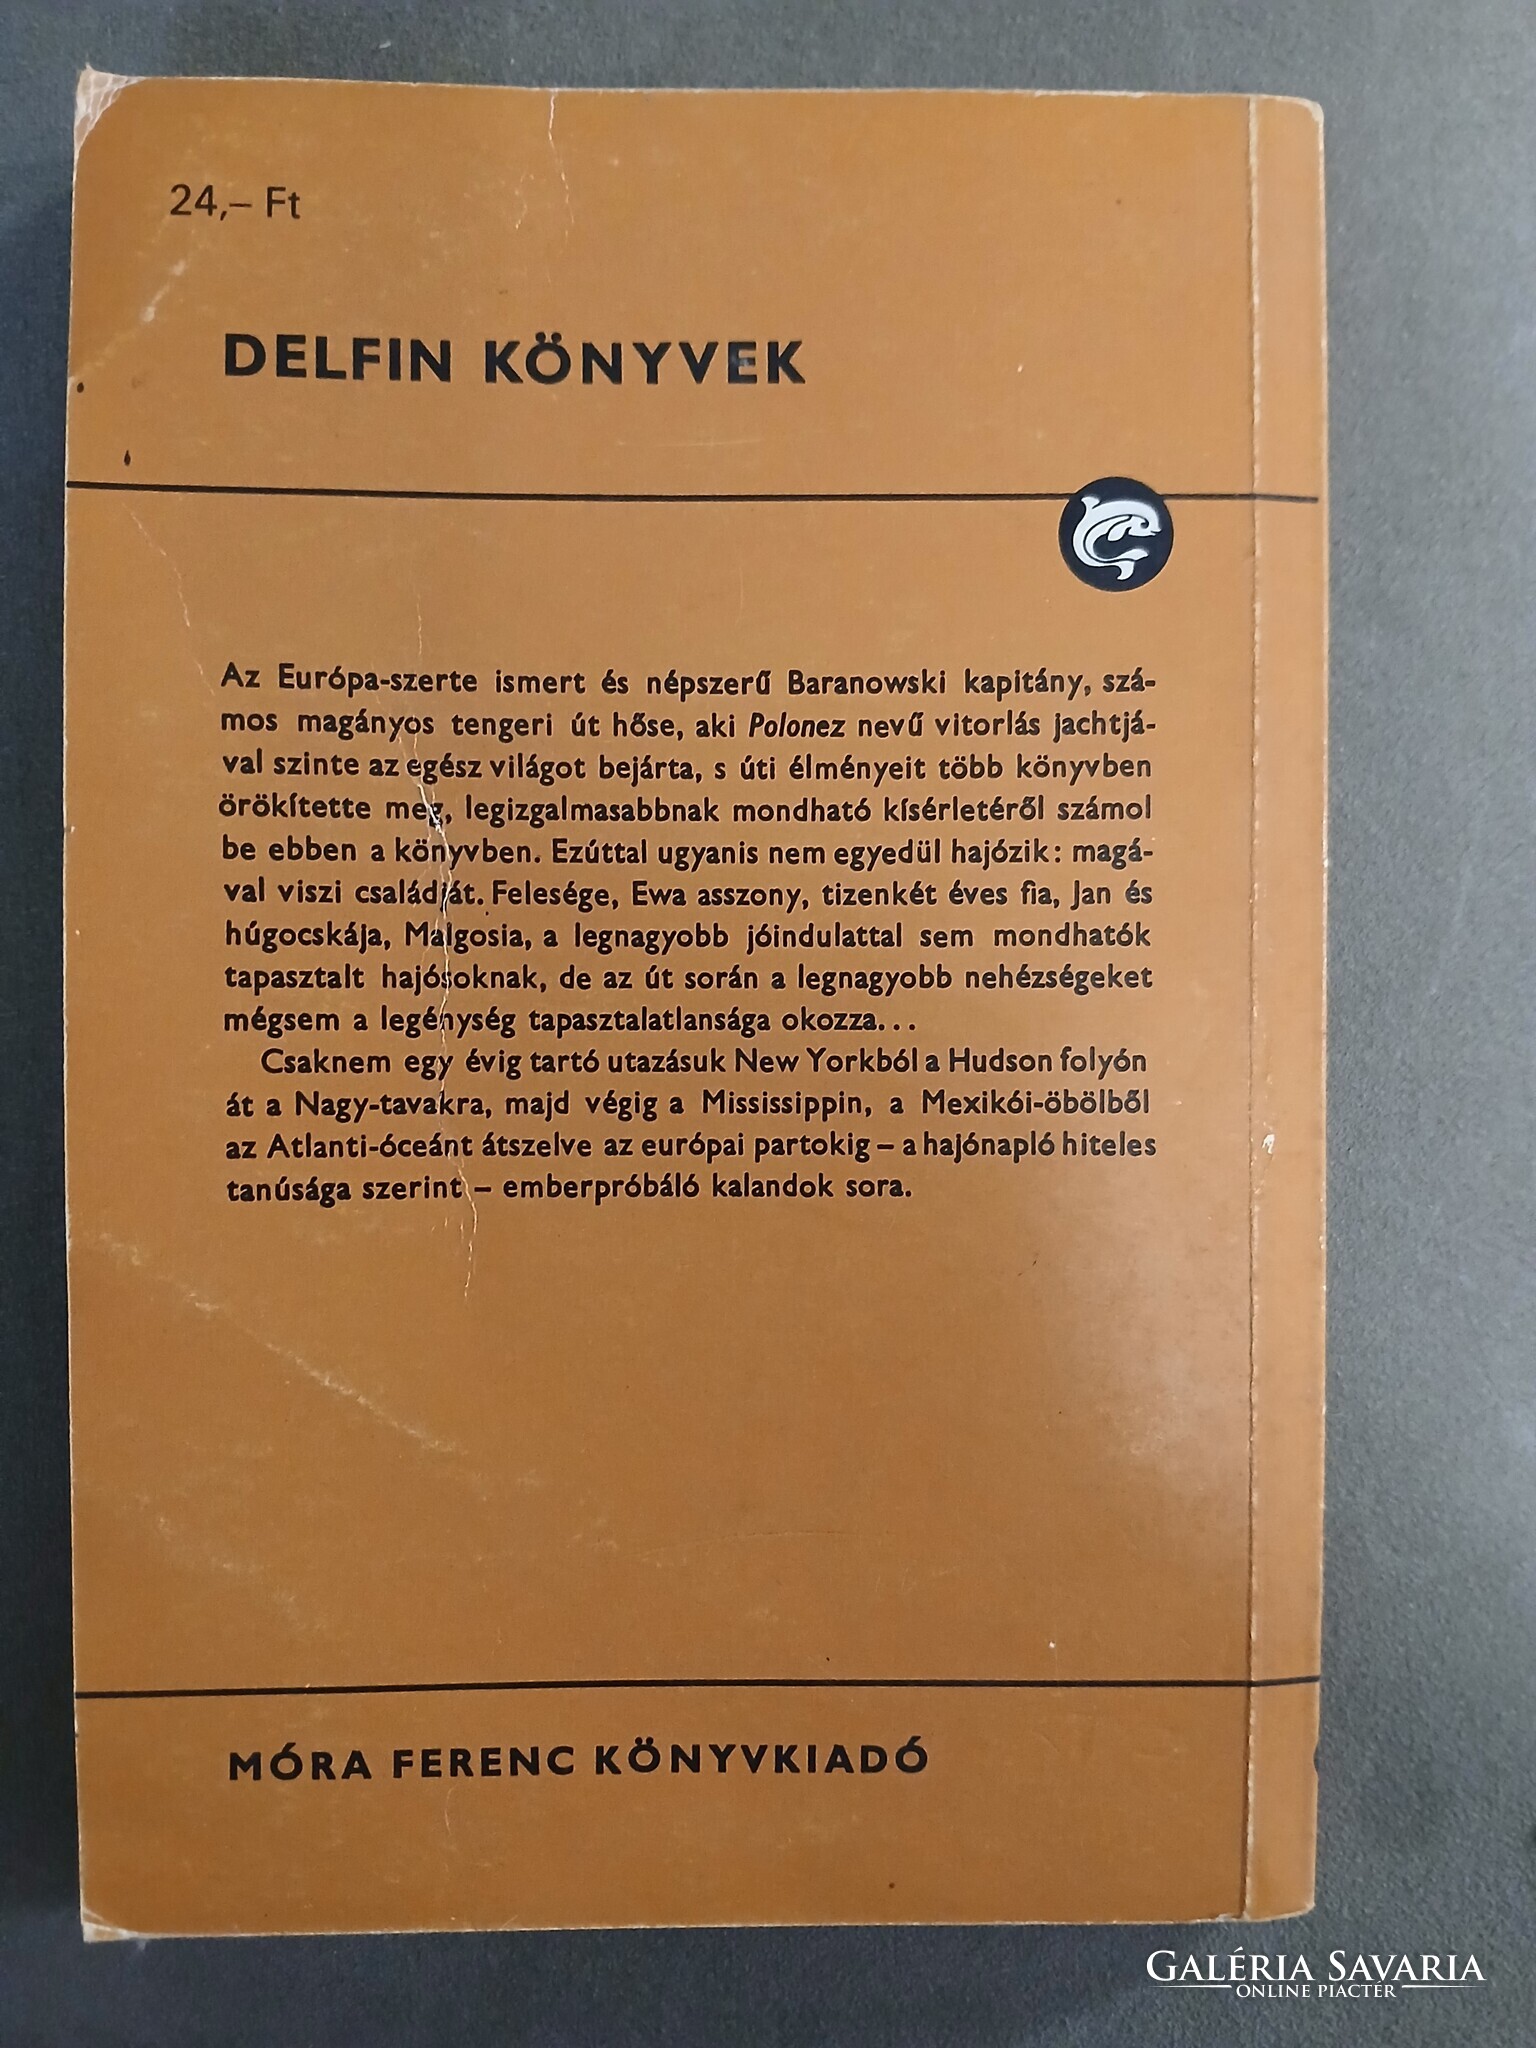 24,– Ft
DELFIN KÖNYVEK
Az Európa-szerte ismert és népszerű Baranowski kapitány, szá-
mos magányos tengeri út hőse, aki Polonez nevű vitorlás jachtjá-
val szinte az egész világot bejárta, s úti élményeit több könyvben
örökítette meg, legizgalmasabbnak mondható kísérletéről számol
be ebben a könyvben. Ezúttal ugyanis nem egyedül hajózik: magá-
val viszi családját. Felesége, Ewa asszony, tizenkét éves fia, Jan és
húgocskája, Malgosia, a legnagyobb jóindulattal sem mondhatók
tapasztalt hajósoknak, de az út során a legnagyobb nehézségeket
mégsem a legénység tapasztalatlansága okozza...
Csaknem egy évig tartó utazásuk New Yorkból a Hudson folyón
át a Nagy-tavakra, majd végig a Mississippin, a Mexikói-öbölből
az Atlanti-óceánt átszelve az európai partokig – a hajónapló hiteles
tanúsága szerint – emberpróbáló kalandok sora.
MÓRA FERENC KÖNYVKIADÓ
GALÉRIA SAVARIA
ONLINE PIACTÉR